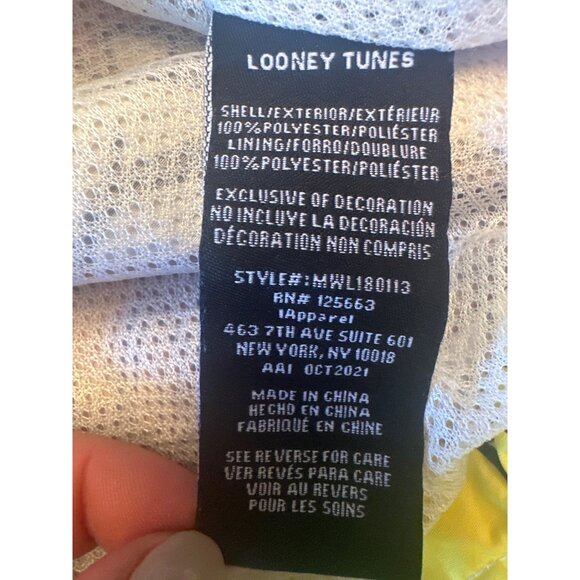 LOONEY TUNES
SHELL/EXTERIOR/EXTÉRIEUR
100%POLYESTER/POLIÉSTER
LINING/FORRO/DOUBLURE
100%POLYESTER/POLIÉSTER
EXCLUSIVE OF DECORATION
NO INCLUYE LA DECORACIÓN
DÉCORATION NON COMPRIS
STYLE#:MWL180113
RN# 125663
1Apparel
463 7TH AVE SUITE 601
NEW YORK, NY 10018
AAI OCT2021
MADE IN CHINA
HECHO EN CHINA
FABRIQUÉ EN CHINE
SEE REVERSE FOR CARE
VER REVÉS PARA CARE
VOIR AU REVERS
POUR LES SOINS